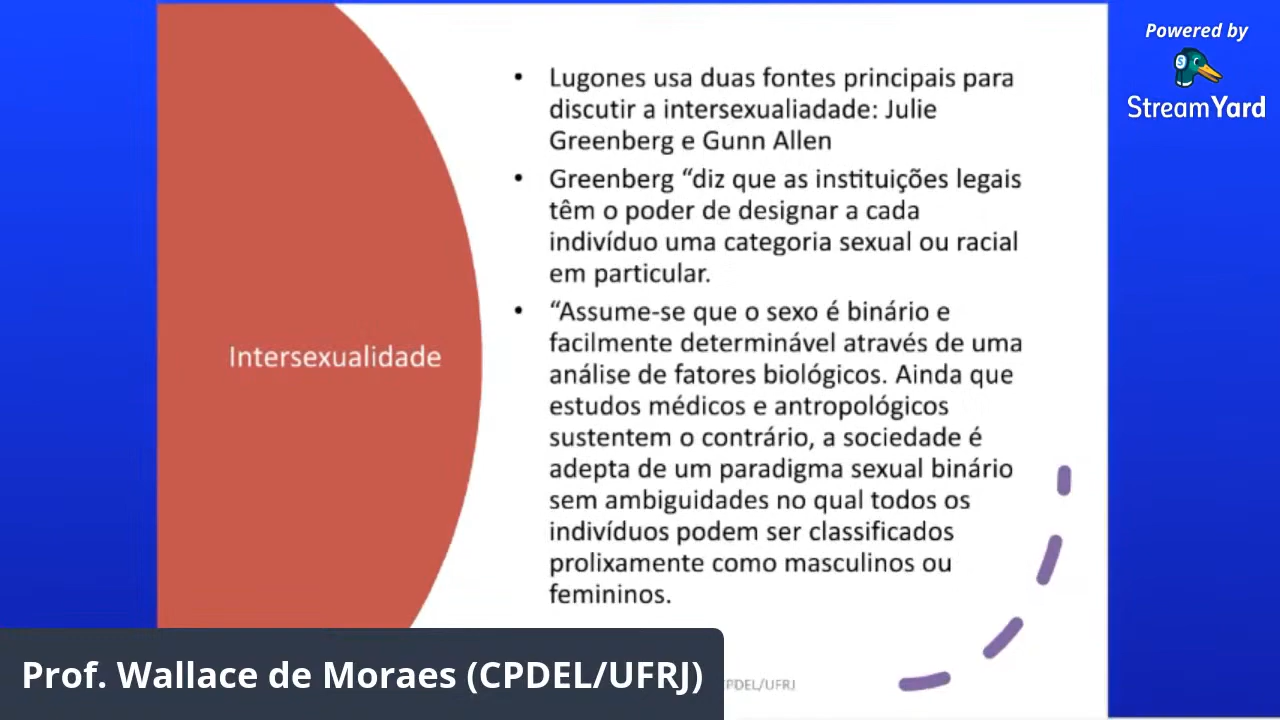 Powered by
StreamYard
Lugones usa duas fontes principais para
discutir a intersexualiadade: Julie
Greenberg e Gunn Allen
Greenberg “diz que as instituições legais
têm o poder de designar a cada
indivíduo uma categoria sexual ou racial
em particular.
“Assume-se que o sexo é binário e
facilmente determinável através de uma
análise de fatores biológicos. Ainda que
estudos médicos e antropológicos
sustentem o contrário, a sociedade é
adepta de um paradigma sexual binário
sem ambiguidades no qual todos os
indivíduos podem ser classificados
prolixamente como masculinos ou
femininos.
Intersexualidade
Prof. Wallace de Moraes (CPDEL/UFRJ)
CPDEL/UFRJ